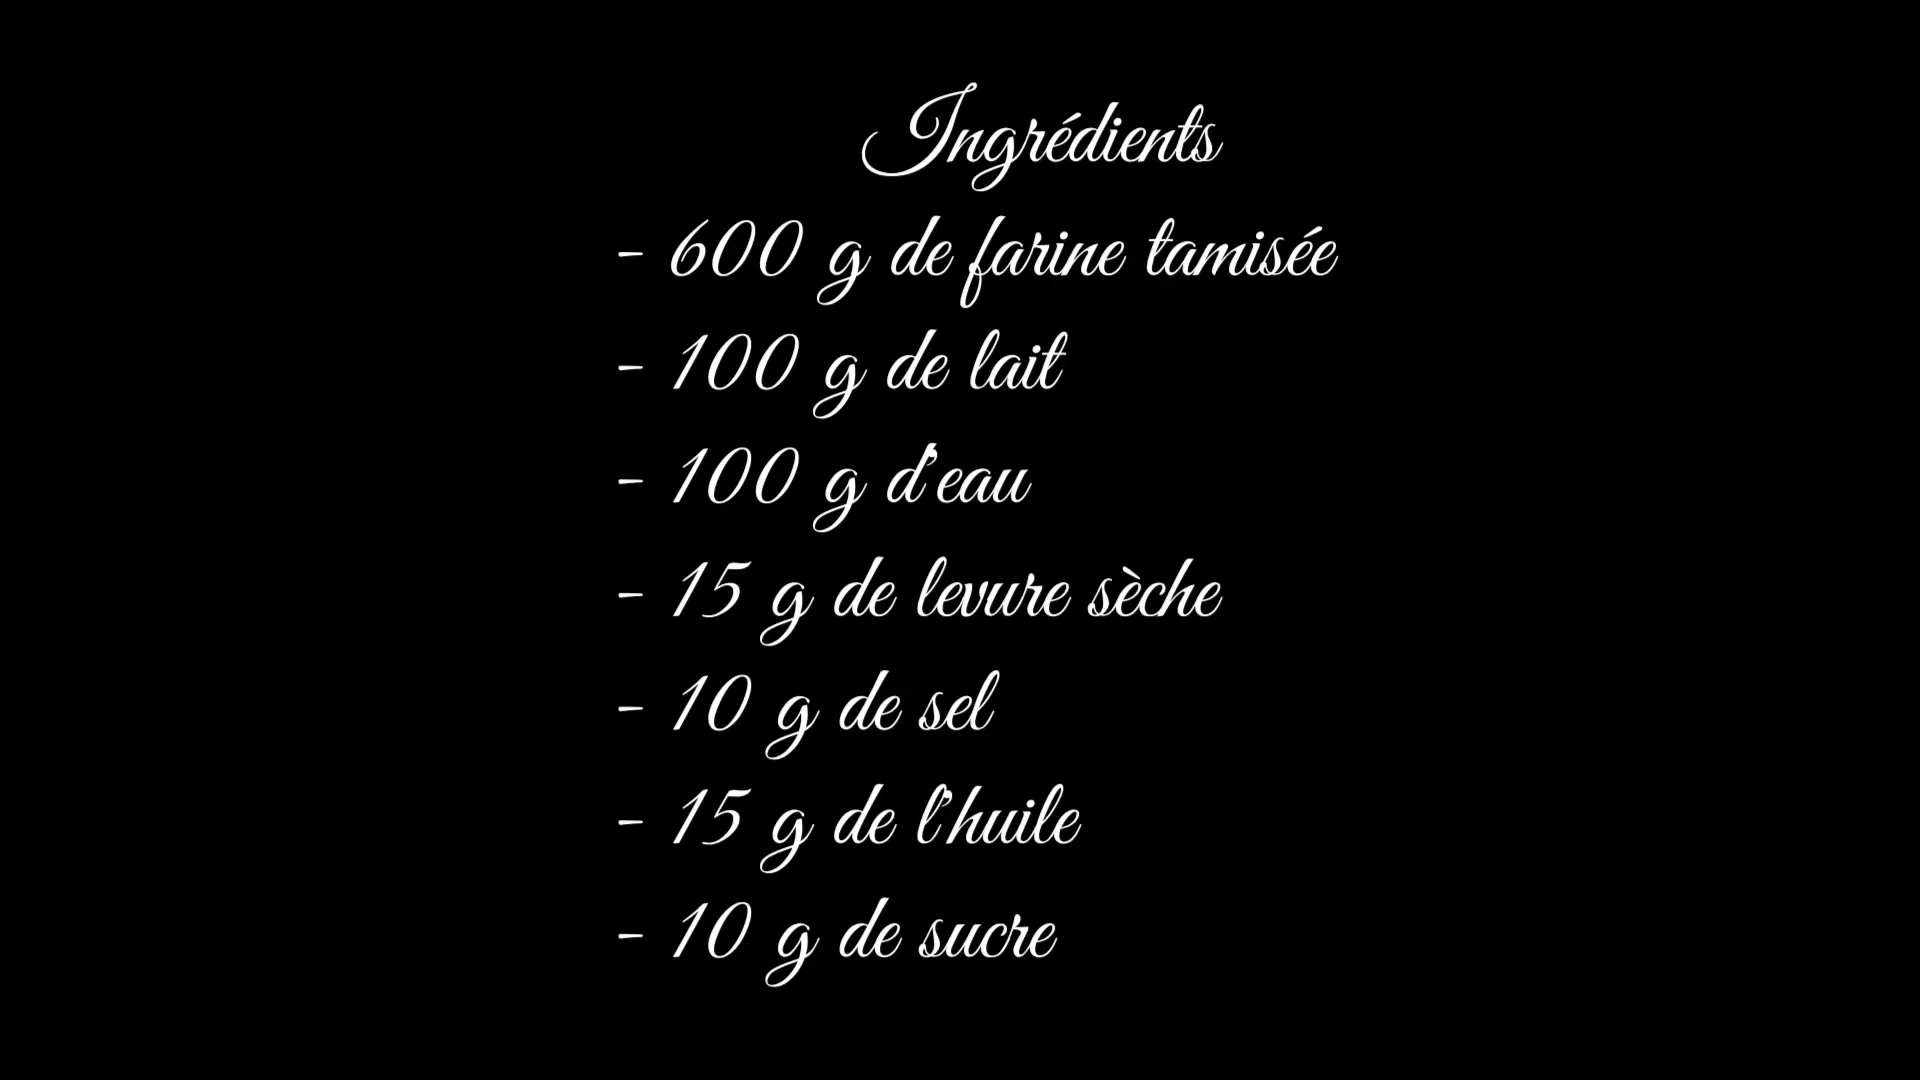 Ingrédients
- 600 g de farine tamisée
- 100 g de lait
- 100 g d'eau
- 15 g de levure sèche
- 10 g de sel
- 15 g de l'huile
- 10 g de sucre